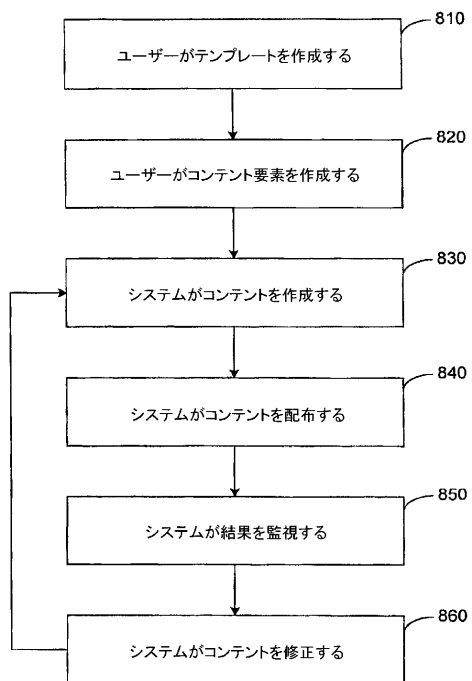 810
ユーザーがテンプレートを作成する
820
ユーザーがコンテント要素を作成する
830
システムがコンテントを作成する
840
システムがコンテントを配布する
850
システムが結果を監視する
860
システムがコンテントを修正する